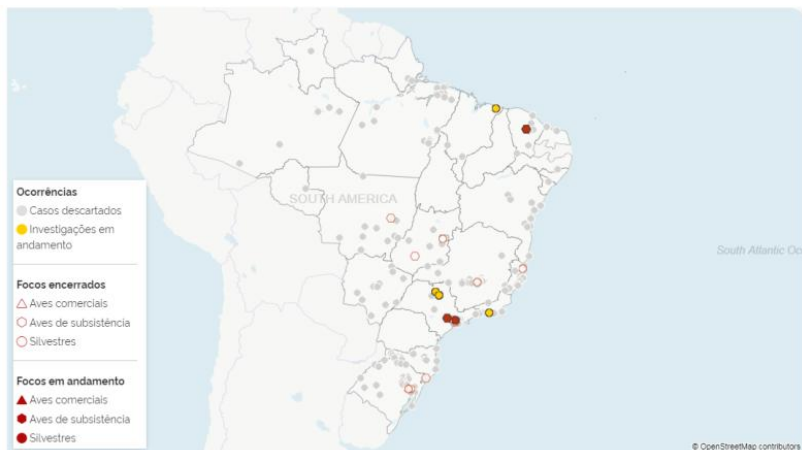 SOUTH AMERICA
South Atlantic Oc
Ocorrências
Casos descartados
Investigações em
andamento
Focos encerrados
Aves comerciais
Aves de subsistência
Silvestres
Focos em andamento
Aves comerciais
Aves de subsistência
Silvestres
© OpenStreetMap contributors